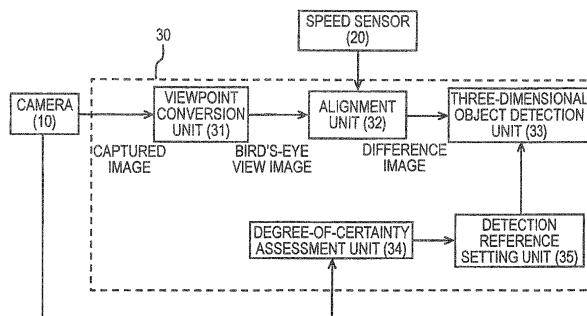 30
SPEED SENSOR
(20)
CAMERA
(10)
VIEWPOINT
CONVERSION
UNIT (31)
ALIGNMENT
UNIT (32)
THREE-DIMENSIONAL
OBJECT DETECTION
UNIT (33)
CAPTURED
IMAGE
BIRD'S-EYE
VIEW IMAGE
DIFFERENCE
IMAGE
DEGREE-OF-CERTAINTY
ASSESSMENT UNIT (34)
DETECTION
REFERENCE
SETTING UNIT (35)